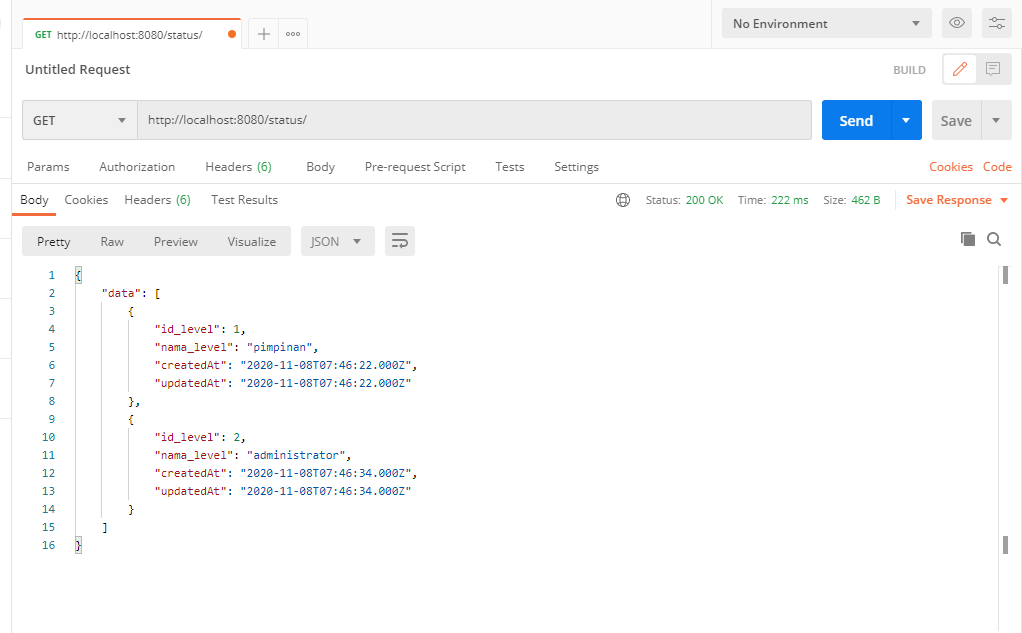 GET http://localhost:8080/status/
No Environment
Untitled Request
BUILD
GET
http://localhost:8080/status/
Send
Save
Params Authorization Headers (6) Body Pre-request Script Tests Settings Cookies Code
Body Cookies Headers (6) Test Results Status: 200 OK Time: 222 ms Size: 462 B Save Response
Pretty Raw Preview Visualize JSON
1 {
2 "data": [
3 {
4 "id_level": 1,
5 "nama_level": "pimpinan",
6 "createdAt": "2020-11-08T07:46:22.000Z",
7 "updatedAt": "2020-11-08T07:46:22.000Z"
8 },
9 {
10 "id_level": 2,
11 "nama_level": "administrator",
12 "createdAt": "2020-11-08T07:46:34.000Z",
13 "updatedAt": "2020-11-08T07:46:34.000Z"
14 }
15 ]
16 }